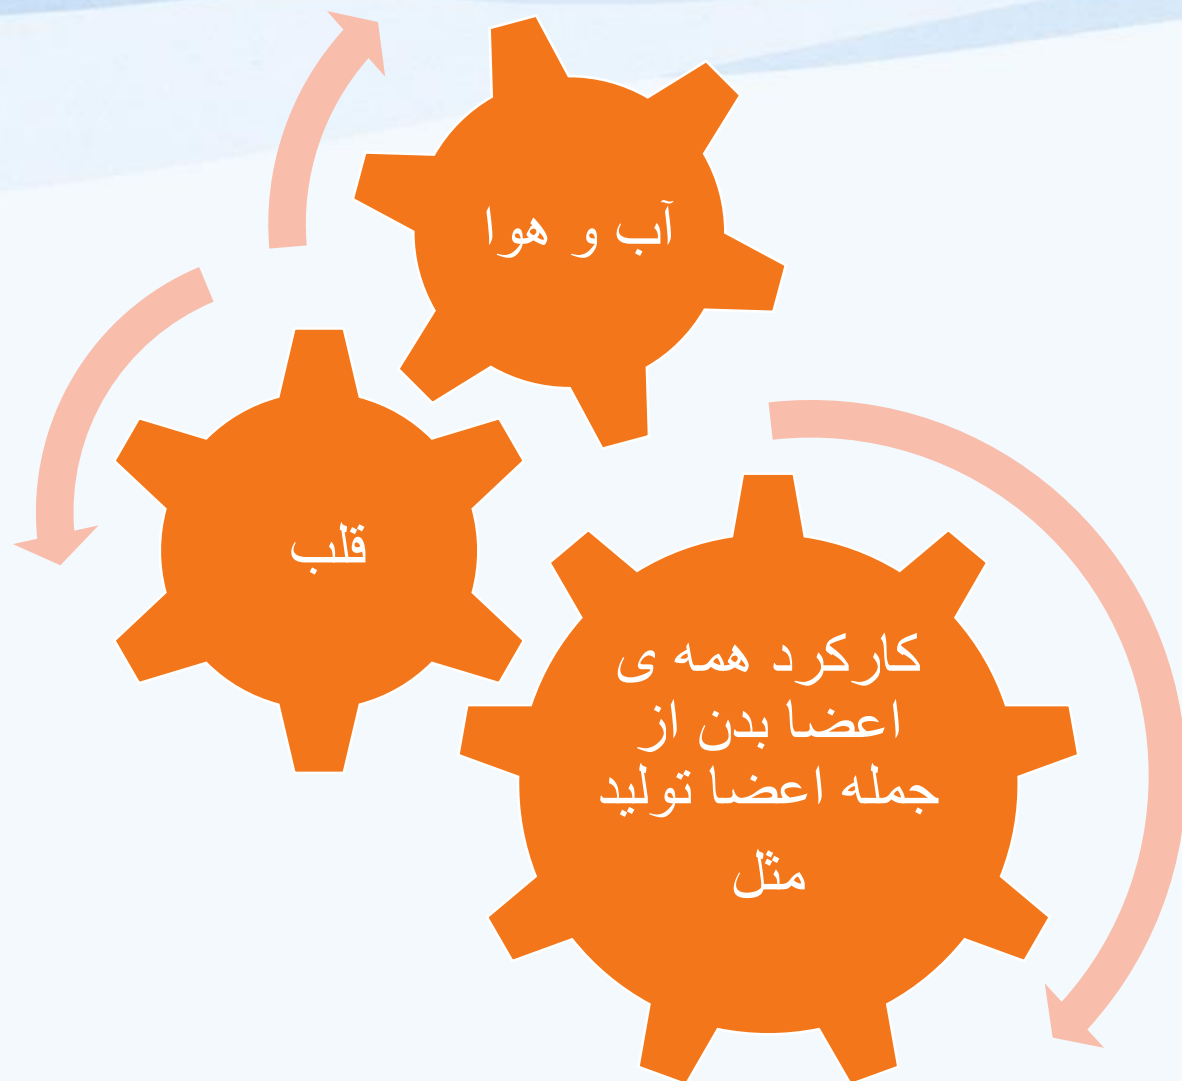 آب و هوا
قلب
کارکرد همه ی
اعضا بدن از
جمله اعضا تولید
مثل